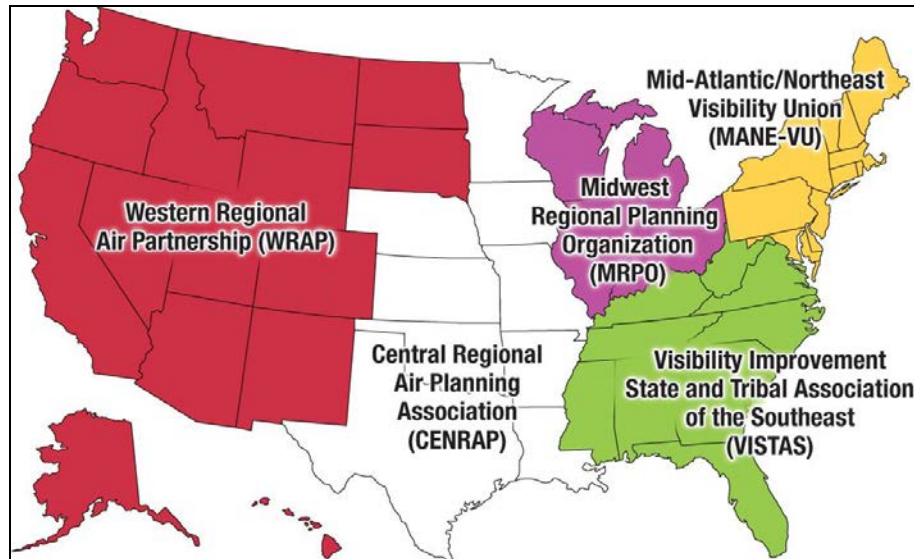 Mid-Atlantic/Northeast
Visibility Union
(MANE-VU)
Midwest
Regional Planning
Organization
(MRPO)
Western Regional
Air Partnership (WRAP)
Central Regional
Air Planning
Association
(CENRAP)
Visibility Improvement
State and Tribal Association
of the Southeast
(VISTAS)